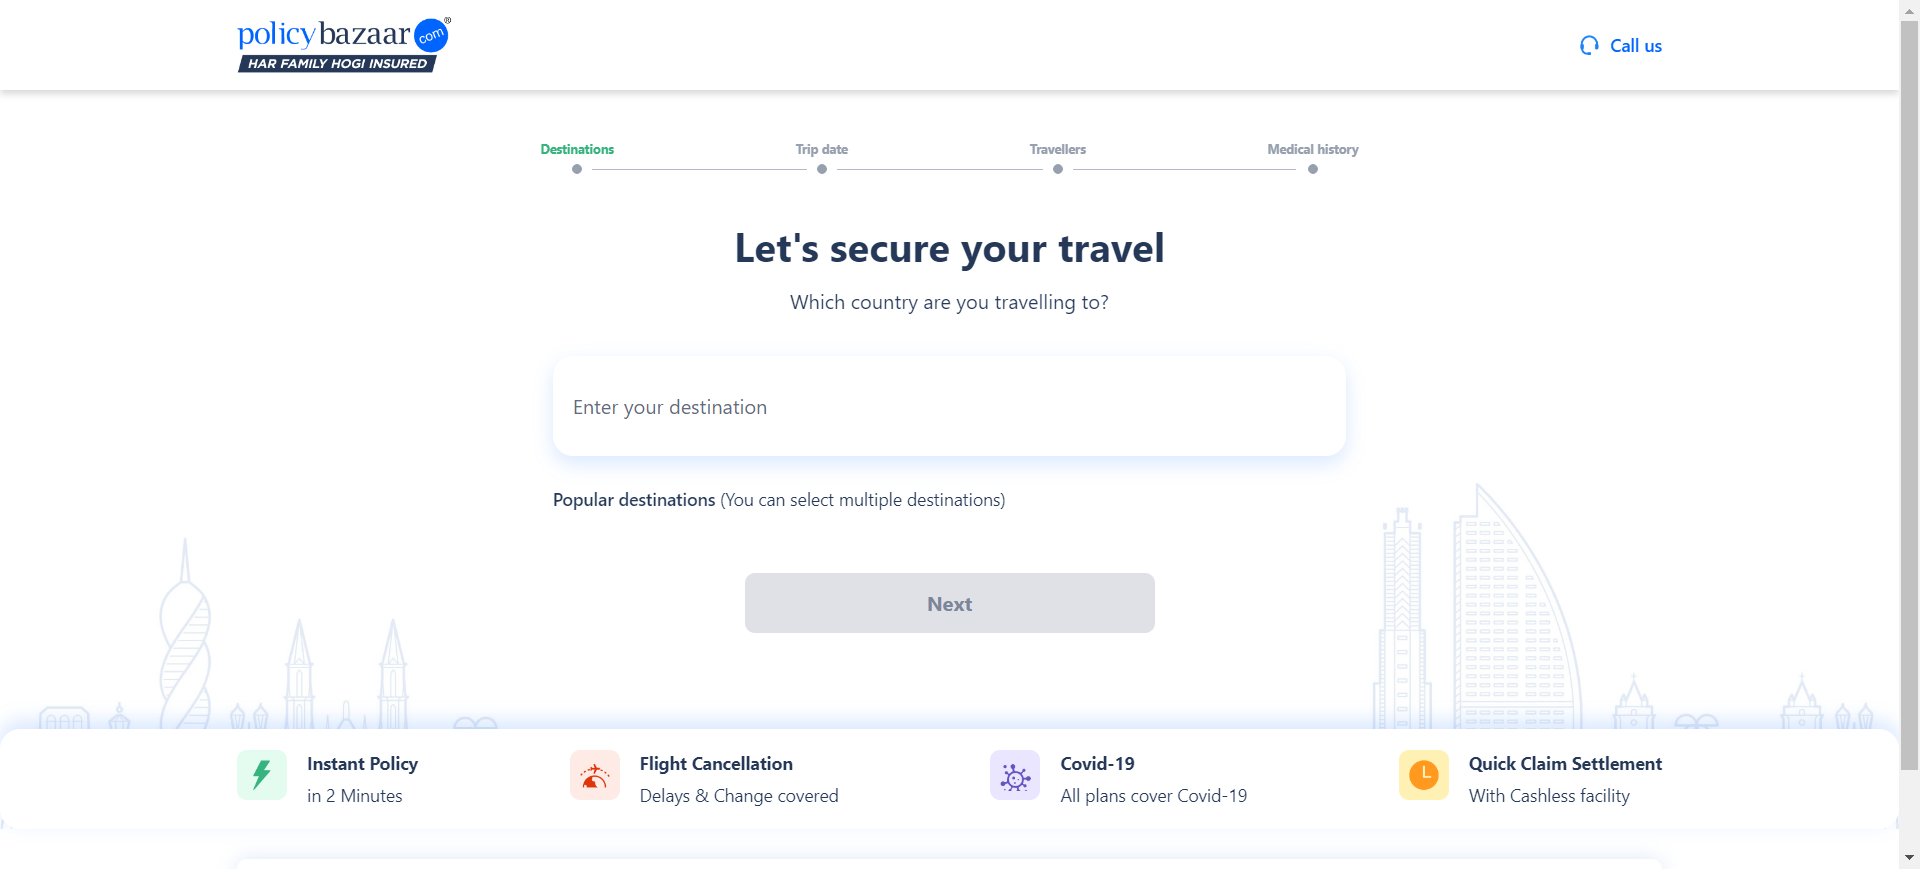 policybazaar com ®
HAR FAMILY HOGI INSURED
Call us
Destinations
Trip date
Travellers
Medical history
Let's secure your travel
Which country are you travelling to?
Enter your destination
Popular destinations (You can select multiple destinations)
Next
Instant Policy
in 2 Minutes
Flight Cancellation
Delays & Change covered
Covid-19
All plans cover Covid-19
Quick Claim Settlement
With Cashless facility